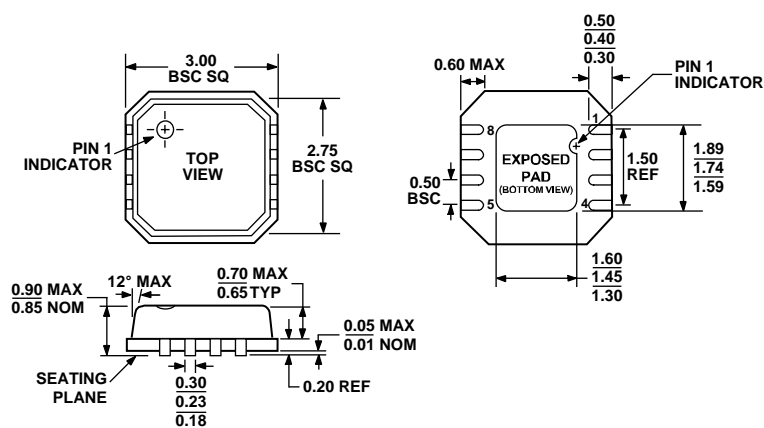 3.00
BSC SQ
PIN 1
INDICATOR
TOP
VIEW
2.75
BSC SQ
0.60 MAX
0.50
0.40
0.30
PIN 1
INDICATOR
8
1
EXPOSED
PAD
(BOTTOM VIEW)
0.50
BSC
5
4
1.50
REF
1.89
1.74
1.59
1.60
1.45
1.30
0.90 MAX
0.85 NOM
12° MAX
0.70 MAX
0.65 TYP
0.05 MAX
0.01 NOM
SEATING
PLANE
0.30
0.23
0.18
0.20 REF